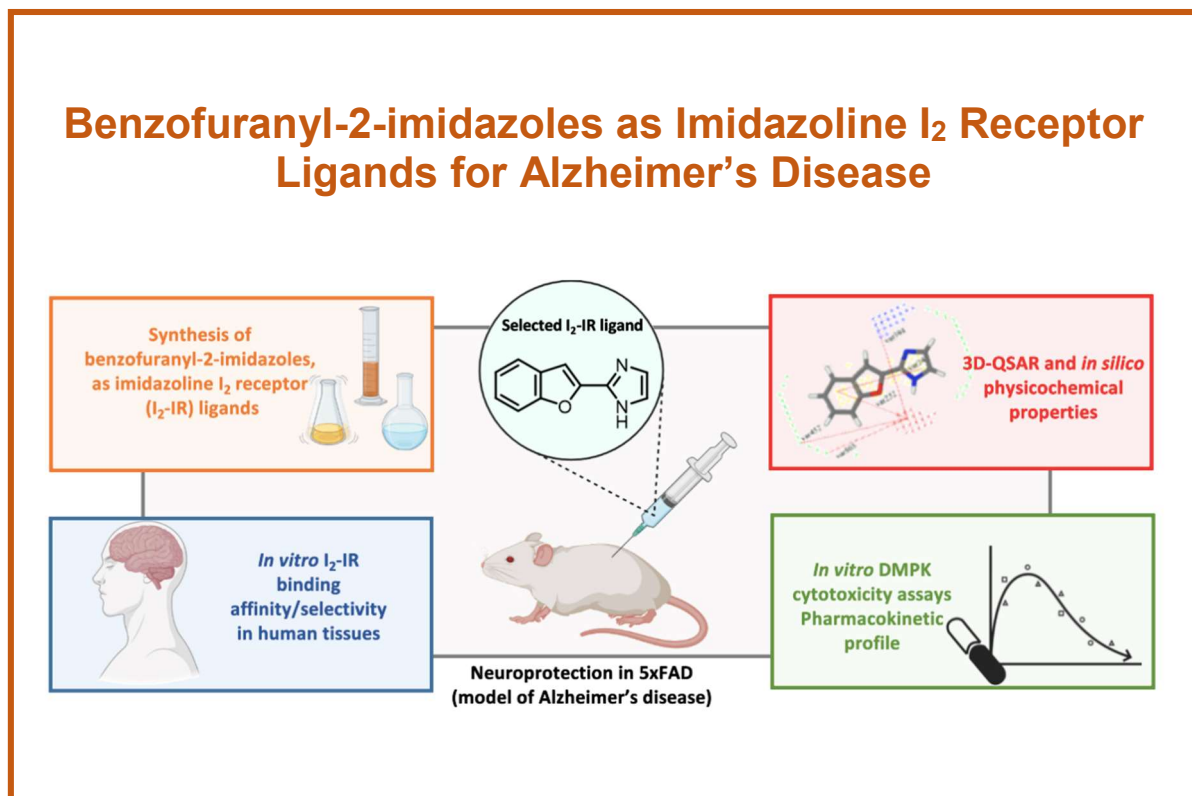 Benzofuranyl-2-imidazoles as Imidazoline I₂ Receptor
Ligands for Alzheimer’s Disease
Synthesis of
benzofuranyl-2-imidazoles,
as imidazoline I₂ receptor
(I₂-IR) ligands
Selected I₂-IR ligand
O
N
N
H
3D-QSAR and in silico
physicochemical
properties
In vitro I₂-IR
binding
affinity/selectivity
in human tissues
In vitro DMPK
cytotoxicity assays
Pharmacokinetic
profile
Neuroprotection in 5xFAD
(model of Alzheimer’s disease)